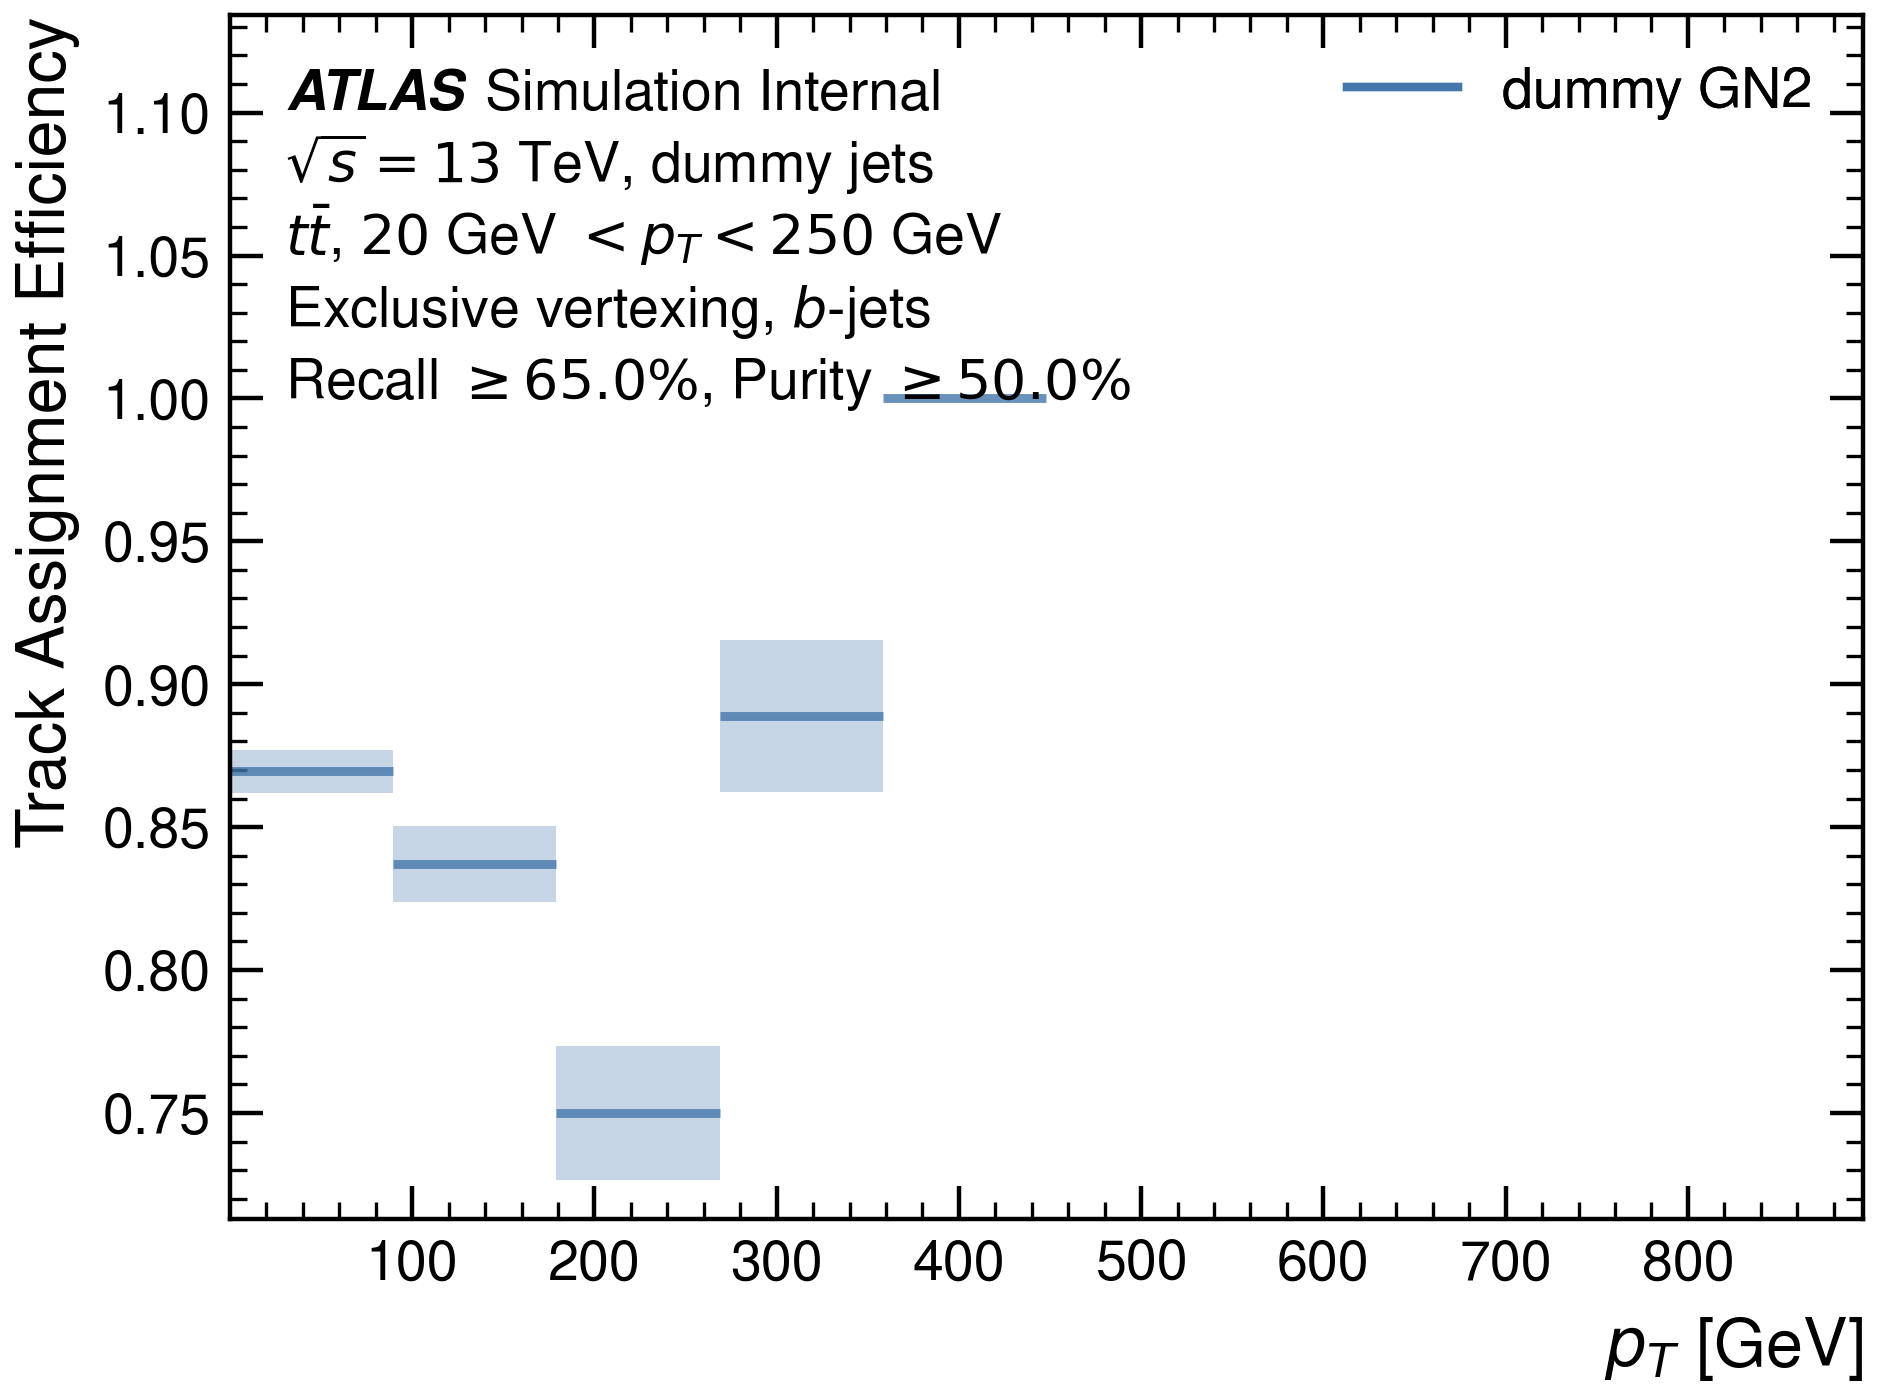 Track Assignment Efficiency
1.10
1.05
1.00
0.95
0.90
0.85
0.80
0.75
ATLAS Simulation Internal
√s = 13 TeV, dummy jets
tt̄, 20 GeV < p_T < 250 GeV
Exclusive vertexing, b-jets
Recall ≥ 65.0%, Purity ≥ 50.0%
dummy GN2
100 200 300 400 500 600 700 800
p_T [GeV]